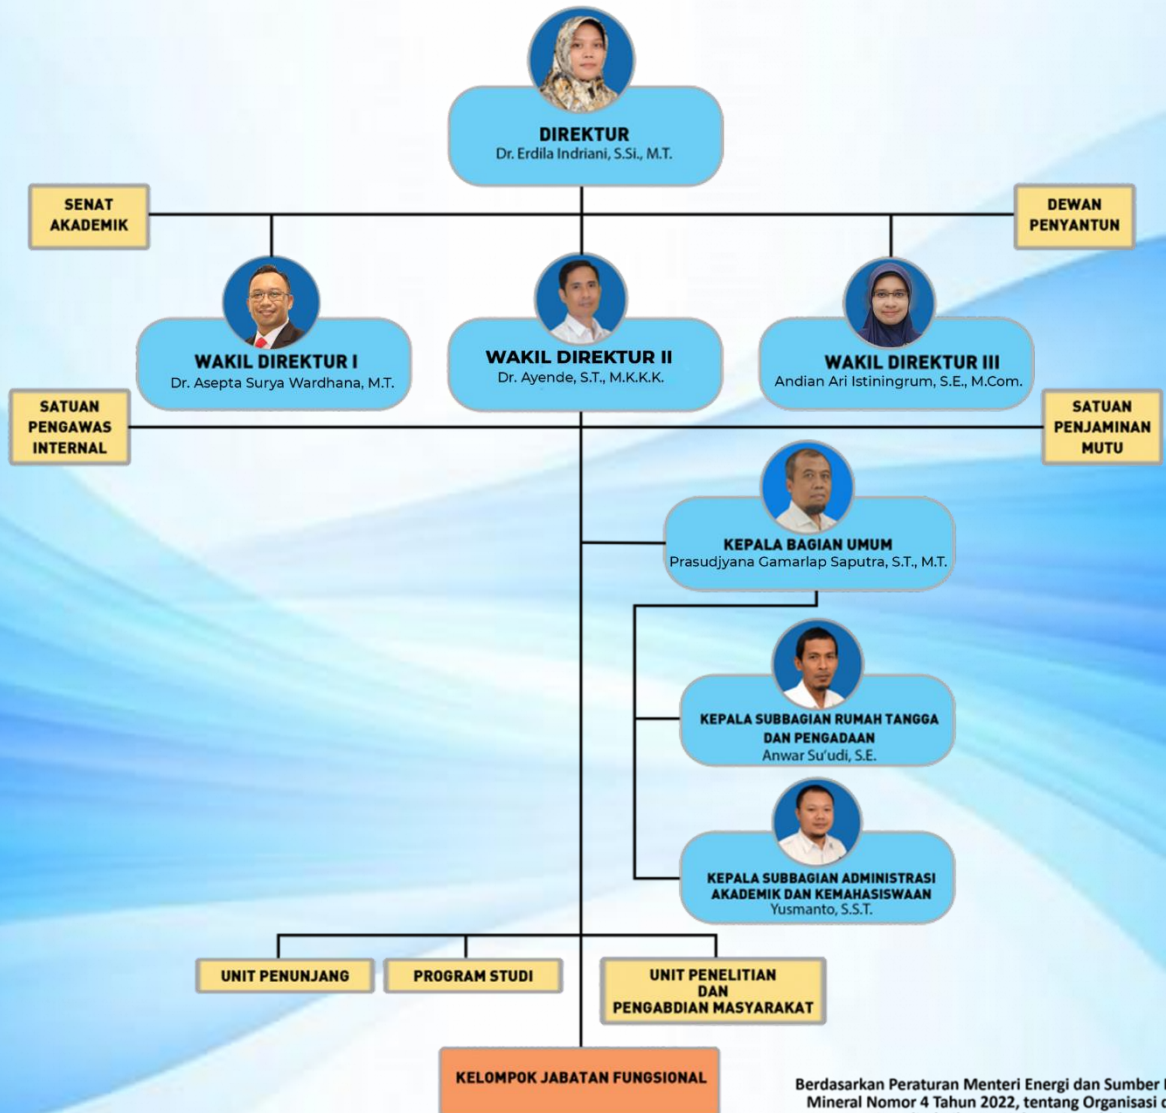 DIREKTUR
Dr. Erdila Indriani, S.Si., M.T.
SENAT
AKADEMIK
DEWAN
PENYANTUN
WAKIL DIREKTUR I
Dr. Asepta Surya Wardhana, M.T.
WAKIL DIREKTUR II
Dr. Ayende, S.T., M.K.K.K.
WAKIL DIREKTUR III
Andian Ari Istiningrum, S.E., M.Com.
SATUAN
PENGAWAS
INTERNAL
SATUAN
PENJAMINAN
MUTU
KEPALA BAGIAN UMUM
Prasudjyana Gamarlap Saputra, S.T., M.T.
KEPALA SUBBAGIAN RUMAH TANGGA
DAN PENGADAAN
Anwar Su'udi, S.E.
KEPALA SUBBAGIAN ADMINISTRASI
AKADEMIK DAN KEMAHASISWAAN
Yusmanto, S.S.T.
UNIT PENUNJANG
PROGRAM STUDI
UNIT PENELITIAN
DAN
PENGABDIAN MASYARAKAT
KELOMPOK JABATAN FUNGSIONAL
Berdasarkan Peraturan Menteri Energi dan Sumber
Mineral Nomor 4 Tahun 2022, tentang Organisasi